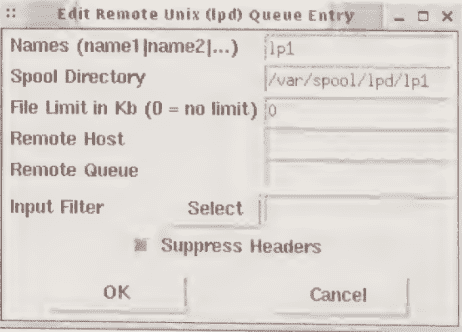 Edit Remote Unix (lpd) Queue Entry
Names (name1|name2|...) lp1
Spool Directory /var/spool/lpd/lp1
File Limit in Kb (0 = no limit) 0
Remote Host
Remote Queue
Input Filter Select
Suppress Headers
OK Cancel